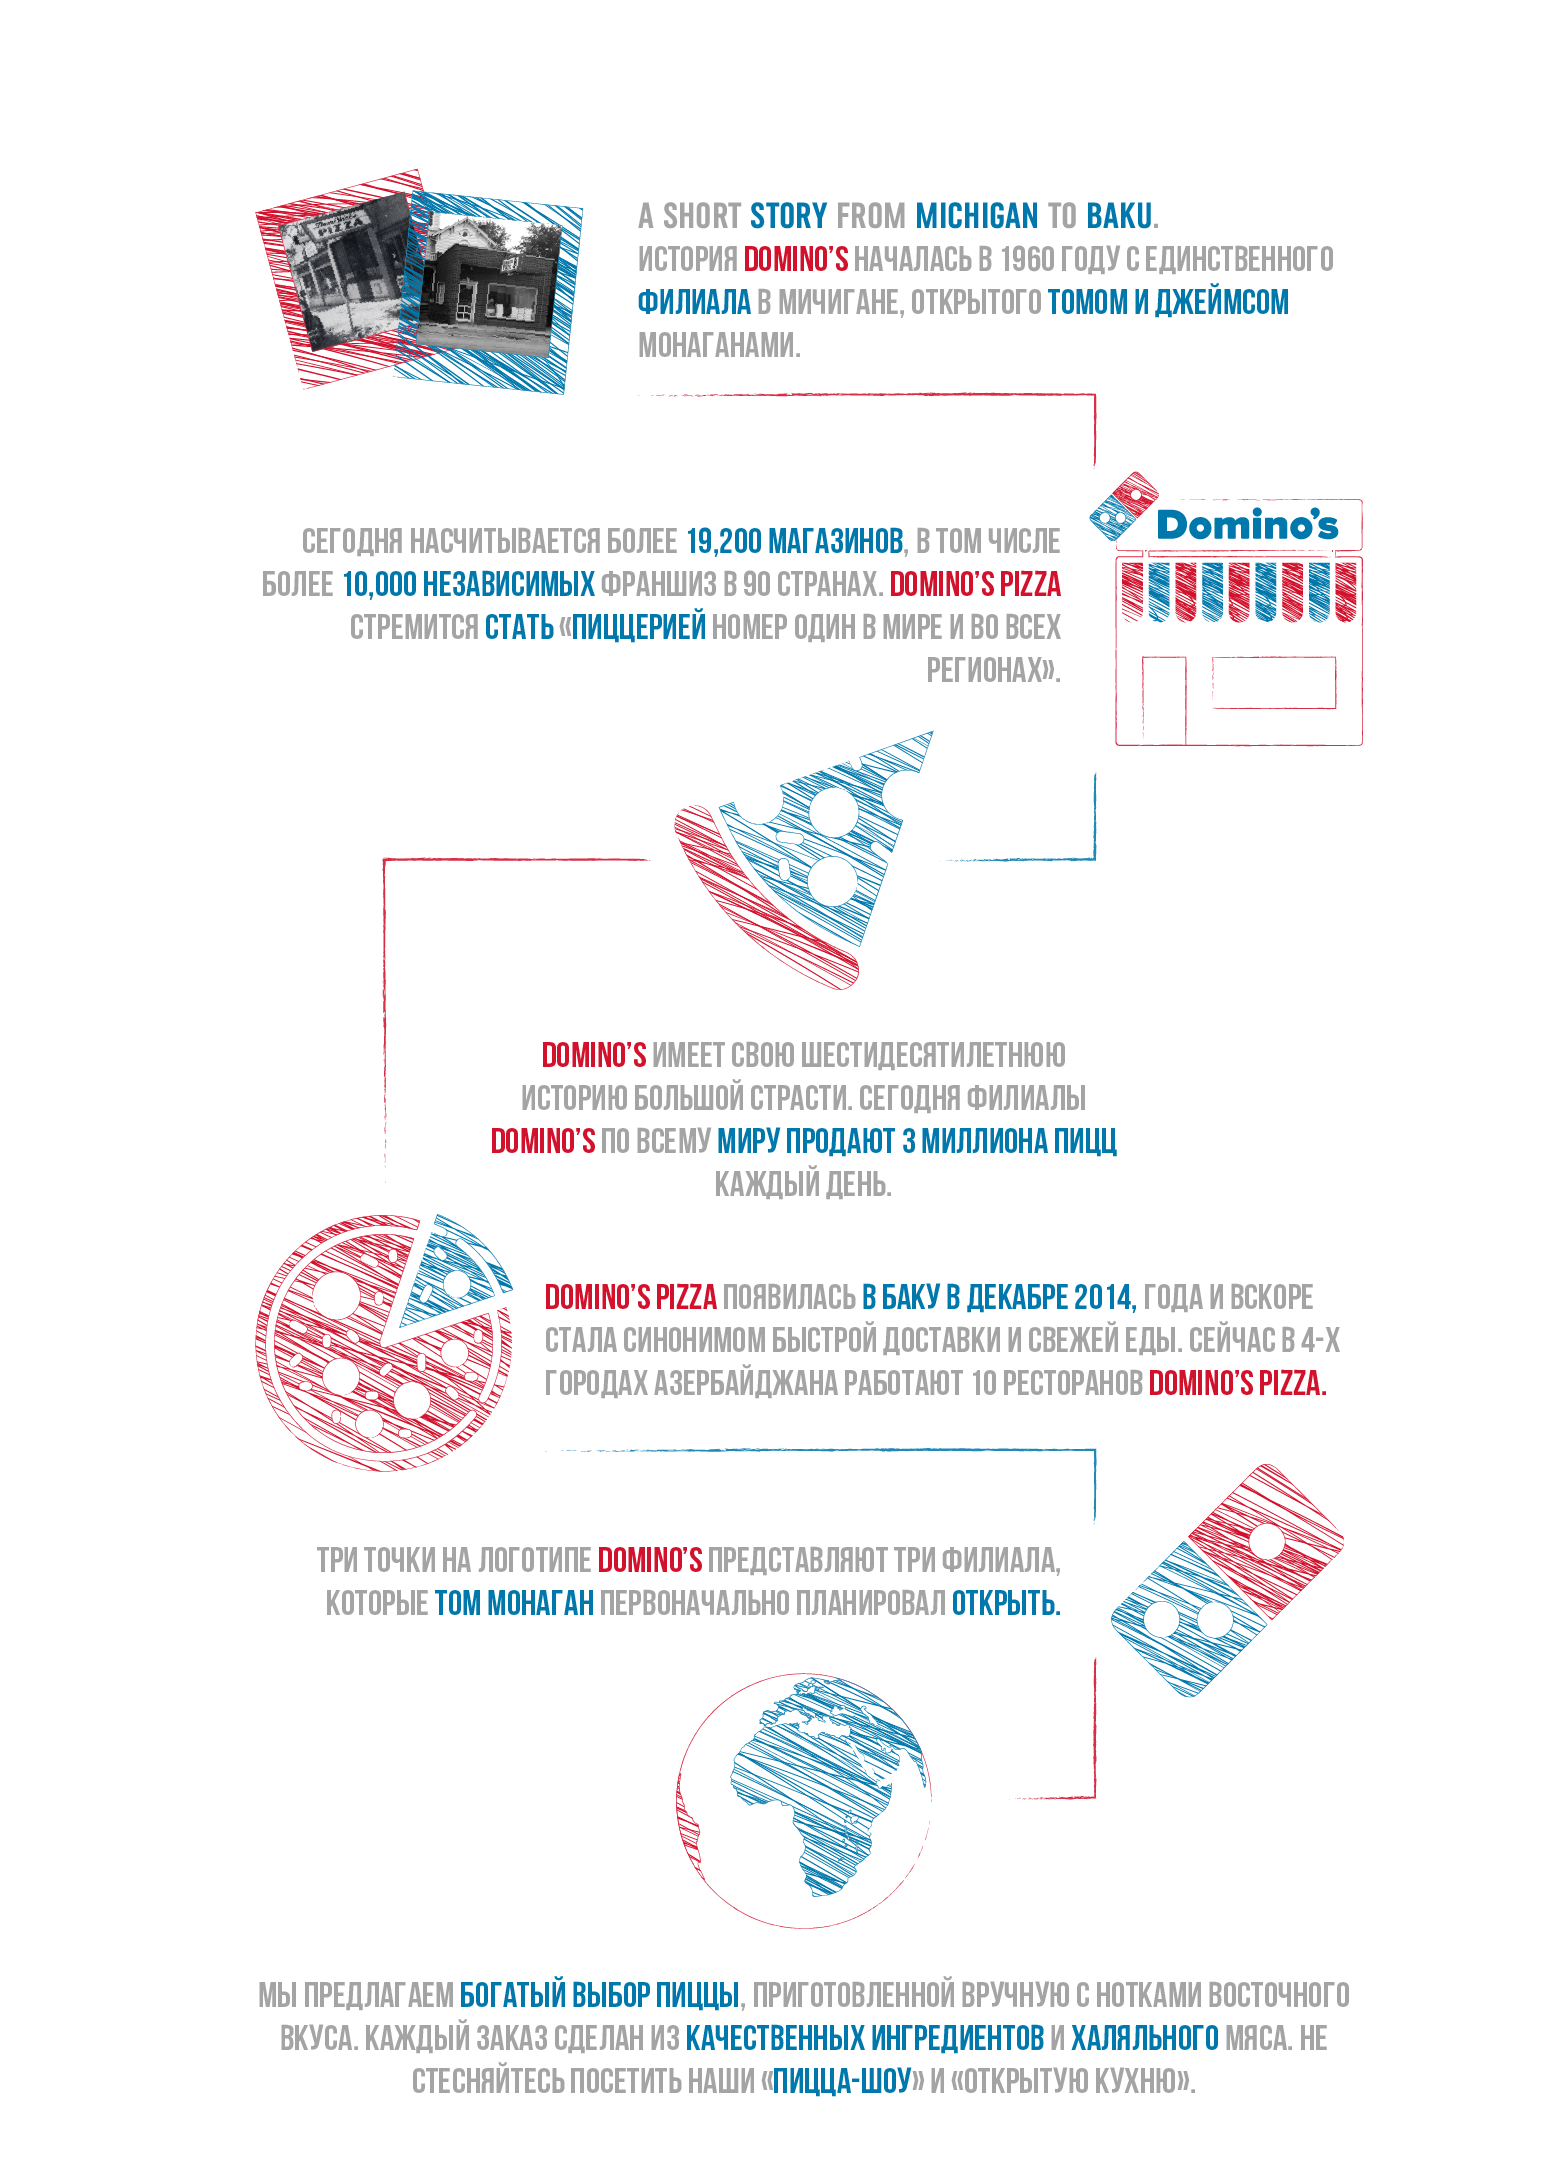 A SHORT STORY FROM MICHIGAN TO BAKU.
ИСТОРИЯ DOMINO'S НАЧАЛАСЬ В 1960 ГОДУ С ЕДИНСТВЕННОГО
ФИЛИАЛА В МИЧИГАНЕ, ОТКРЫТОГО ТОМОМ И ДЖЕЙМСОМ
МОНАГАНАМИ.
PIZZA
Domino's
СЕГОДНЯ НАСЧИТЫВАЕТСЯ БОЛЕЕ 19,200 МАГАЗИНОВ, В ТОМ ЧИСЛЕ
БОЛЕЕ 10,000 НЕЗАВИСИМЫХ ФРАНШИЗ В 90 СТРАНАХ. DOMINO'S PIZZA
СТРЕМИТСЯ СТАТЬ «ПИЦЦЕРИЕЙ НОМЕР ОДИН В МИРЕ И ВО ВСЕХ
РЕГИОНАХ».
DOMINO'S ИМЕЕТ СВОЮ ШЕСТИДЕСЯТИЛЕТНЮЮ
ИСТОРИЮ БОЛЬШОЙ СТРАСТИ. СЕГОДНЯ ФИЛИАЛЫ
DOMINO'S ПО ВСЕМУ МИРУ ПРОДАЮТ 3 МИЛЛИОНА ПИЦЦ
КАЖДЫЙ ДЕНЬ.
DOMINO'S PIZZA ПОЯВИЛАСЬ В БАКУ В ДЕКАБРЕ 2014, ГОДА И ВСКОРЕ
СТАЛА СИНОНИМОМ БЫСТРОЙ ДОСТАВКИ И СВЕЖЕЙ ЕДЫ. СЕЙЧАС В 4-Х
ГОРОДАХ АЗЕРБАЙДЖАНА РАБОТАЮТ 10 РЕСТОРАНОВ DOMINO'S PIZZA.
ТРИ ТОЧКИ НА ЛОГОТИПЕ DOMINO'S ПРЕДСТАВЛЯЮТ ТРИ ФИЛИАЛА,
КОТОРЫЕ ТОМ МОНАГАН ПЕРВОНАЧАЛЬНО ПЛАНИРОВАЛ ОТКРЫТЬ.
МЫ ПРЕДЛАГАЕМ БОГАТЫЙ ВЫБОР ПИЦЦЫ, ПРИГОТОВЛЕННОЙ ВРУЧНУЮ С НОТКАМИ ВОСТОЧНОГО
ВКУСА. КАЖДЫЙ ЗАКАЗ СДЕЛАН ИЗ КАЧЕСТВЕННЫХ ИНГРЕДИЕНТОВ И ХАЛЯЛЬНОГО МЯСА. НЕ
СТЕСНЯЙТЕСЬ ПОСЕТИТЬ НАШИ «ПИЦЦА-ШОУ» И «ОТКРЫТУЮ КУХНЮ».